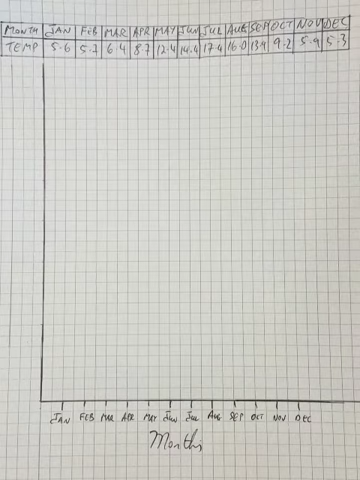 MONTH JAN FEB MAR APR MAY JUN JUL AUG SEP OCT NOV DEC
TEMP 5.6 5.7 6.4 8.7 12.4 14.4 17.4 16.0 13.9 9.2 5.9 5.3
JAN FEB MAR APR MAY JUN JUL AUG SEP OCT NOV DEC
Months